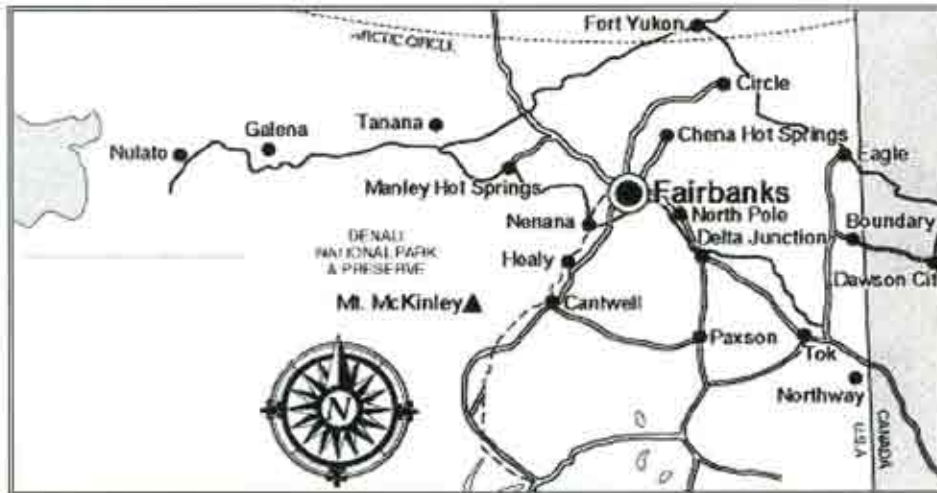 Fort Yukon
ARCTIC CIRCLE
Circle
Tanana
Chena Hot Springs
Galena
Nulato
Eagle
Manley Hot Springs
Fairbanks
North Pole
Nenana
Boundary
DENALI
NATIONAL PARK
& PRESERVE
Delta Junction
Healy
Dawson Cit
Mt. McKinley
Cantwell
Paxson
Tok
Northway
N
U.S.A
CANADA